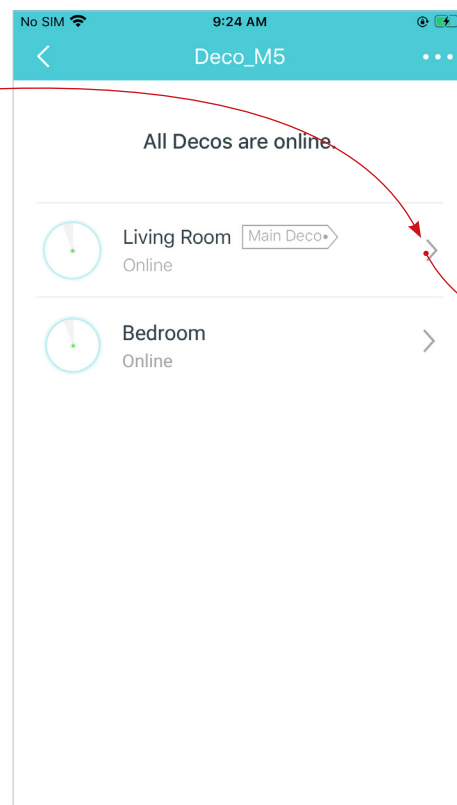 No SIM 9:24 AM
Deco_M5
All Decos are online.
Living Room Main Deco
Online
Bedroom
Online